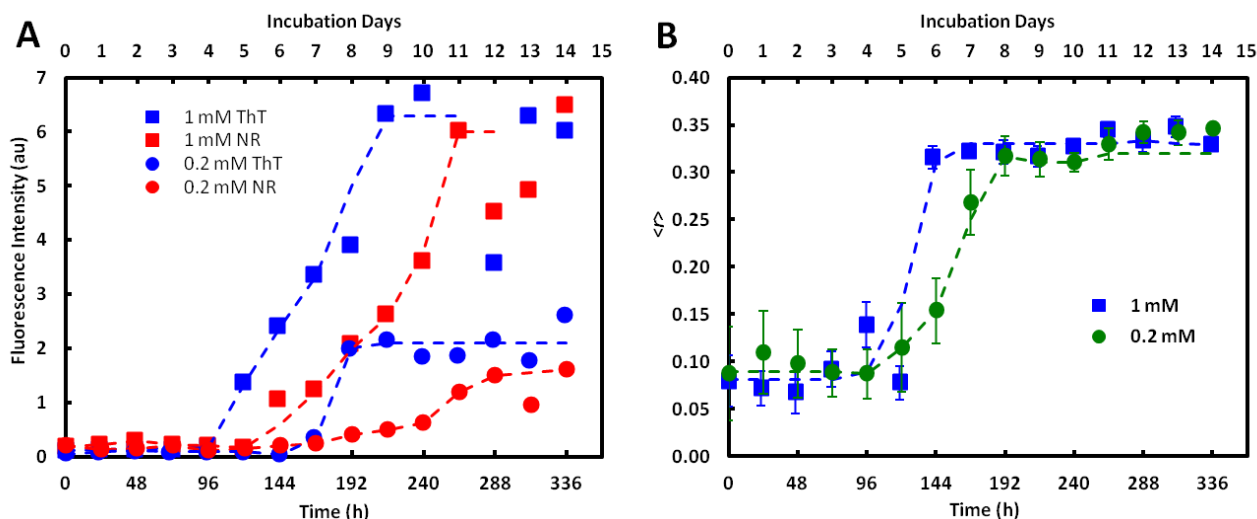 A
Incubation Days
0 1 2 3 4 5 6 7 8 9 10 11 12 13 14 15
7
6
5
4
3
2
1
0
Fluorescence Intensity (au)
1 mM ThT
1 mM NR
0.2 mM ThT
0.2 mM NR
0 48 96 144 192 240 288 336
Time (h)
B
Incubation Days
0 1 2 3 4 5 6 7 8 9 10 11 12 13 14 15
0.40
0.35
0.30
0.25
0.20
0.15
0.10
0.05
0.00
<r>
1 mM
0.2 mM
0 48 96 144 192 240 288 336
Time (h)